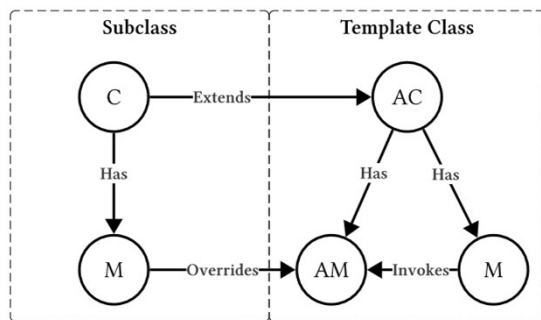 Subclass
Template Class
C
Extends
AC
Has
Has
Has
M
Overrides
AM
Invokes
M